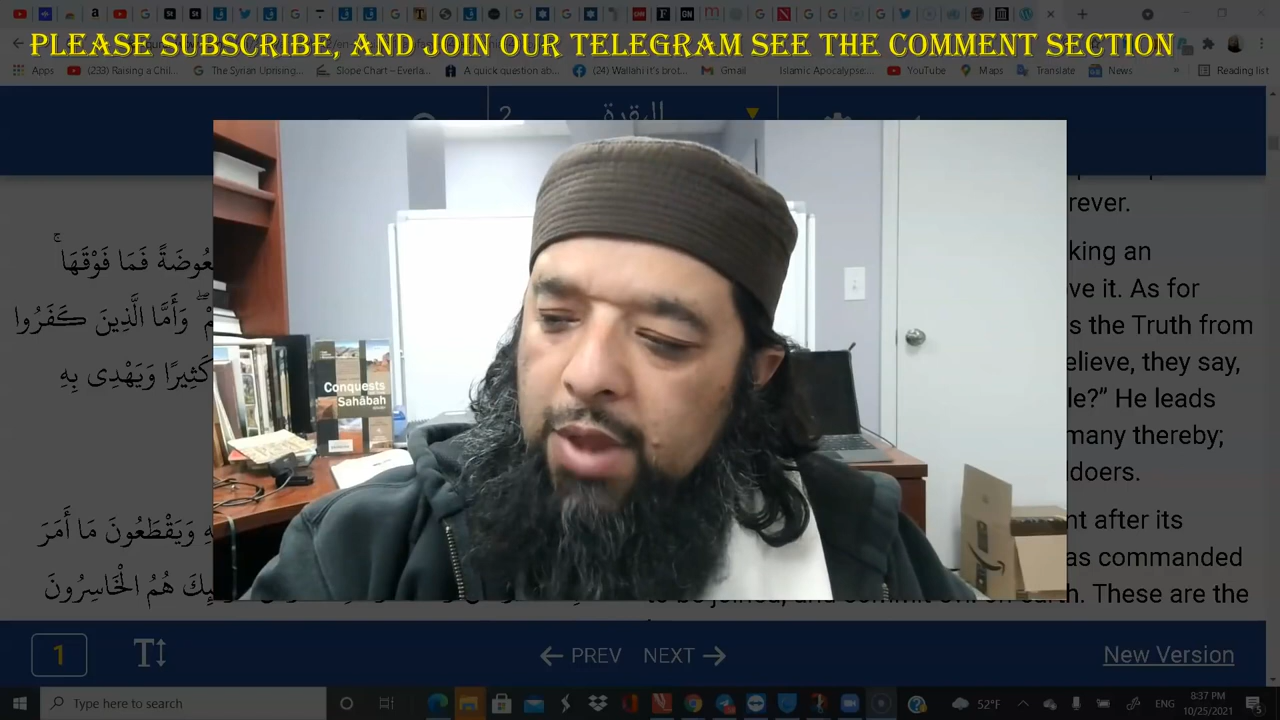 PLEASE SUBSCRIBE, AND JOIN OUR TELEGRAM SEE THE COMMENT SECTION
Apps
(233) Raising a Chil...
The Syrian Uprising...
Slope Chart – Everla...
A quick question ab...
(24) Wallahi it's brot...
Gmail
Islamic Apocalypse:...
YouTube
Maps
Translate
News
Reading list
2
البقرة
rever.
فَمَا فَوْقَهَا
king an
ve it. As for
وَأَمَّا الَّذِينَ كَفَرُوا
s the Truth from
elieve, they say,
كَثِيرًا وَيَهْدِى بِهِ
le?” He leads
many thereby;
doers.
Conquests
Sahâbah
وَيَقْطَعُونَ مَا أَمَرَ
nt after its
as commanded
هُمُ الْخَاسِرُونَ
th. These are the
1
PREV
NEXT
New Version
Type here to search
52°F
ENG
8:37 PM
10/25/2021
5